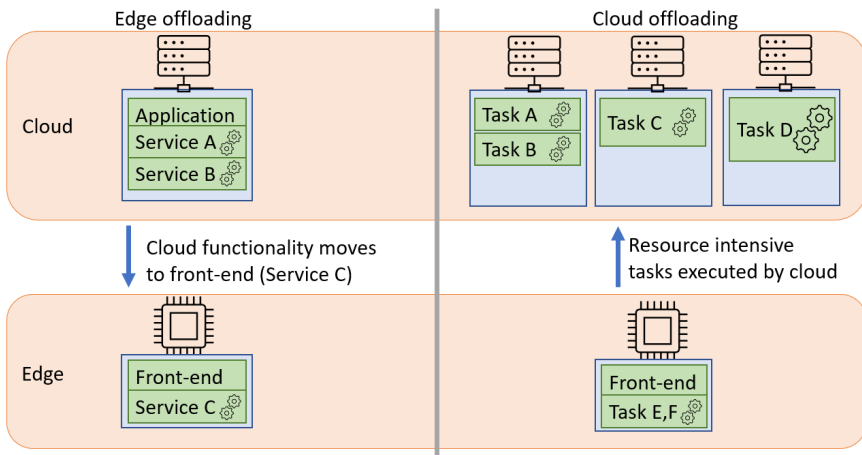 Edge offloading
Cloud offloading
Cloud
Application
Service A
Service B
Task A
Task B
Task C
Task D
Cloud functionality moves
to front-end (Service C)
Resource intensive
tasks executed by cloud
Edge
Front-end
Service C
Front-end
Task E,F